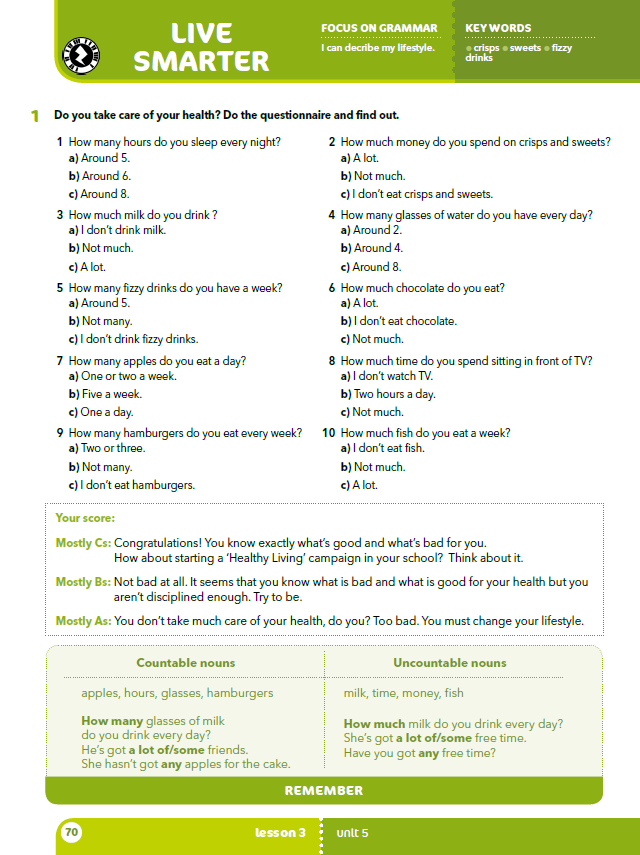 LIVE
SMARTER
FOCUS ON GRAMMAR
I can decribe my lifestyle.
KEY WORDS
crisps sweets fizzy
drinks
1 Do you take care of your health? Do the questionnaire and find out.
1 How many hours do you sleep every night?
a) Around 5.
b) Around 6.
c) Around 8.
2 How much money do you spend on crisps and sweets?
a) A lot.
b) Not much.
c) I don't eat crisps and sweets.
3 How much milk do you drink ?
a) I don't drink milk.
b) Not much.
c) A lot.
4 How many glasses of water do you have every day?
a) Around 2.
b) Around 4.
c) Around 8.
5 How many fizzy drinks do you have a week?
a) Around 5.
b) Not many.
c) I don't drink fizzy drinks.
6 How much chocolate do you eat?
a) A lot.
b) I don't eat chocolate.
c) Not much.
7 How many apples do you eat a day?
a) One or two a week.
b) Five a week.
c) One a day.
8 How much time do you spend sitting in front of TV?
a) I don't watch TV.
b) Two hours a day.
c) Not much.
9 How many hamburgers do you eat every week?
a) Two or three.
b) Not many.
c) I don't eat hamburgers.
10 How much fish do you eat a week?
a) I don't eat fish.
b) Not much.
c) A lot.
Your score:
Mostly Cs: Congratulations! You know exactly what's good and what's bad for you.
How about starting a 'Healthy Living' campaign in your school? Think about it.
Mostly Bs: Not bad at all. It seems that you know what is bad and what is good for your health but you
aren't disciplined enough. Try to be.
Mostly As: You don't take much care of your health, do you? Too bad. You must change your lifestyle.
Countable nouns
apples, hours, glasses, hamburgers
How many glasses of milk
do you drink every day?
He's got a lot of/some friends.
She hasn't got any apples for the cake.
Uncountable nouns
milk, time, money, fish
How much milk do you drink every day?
She's got a lot of/some free time.
Have you got any free time?
REMEMBER
70
lesson 3
unit 5